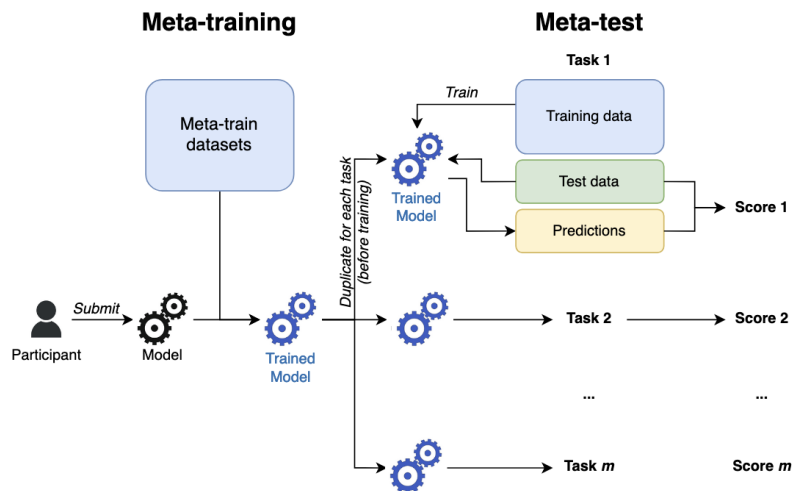 Meta-training
Meta-test
Task 1
Meta-train
datasets
Train
Training data
Test data
Predictions
Score 1
Trained
Model
Duplicate for each task
(before training)
Submit
Participant
Model
Trained
Model
Task 2
Score 2
...
...
Task m
Score m